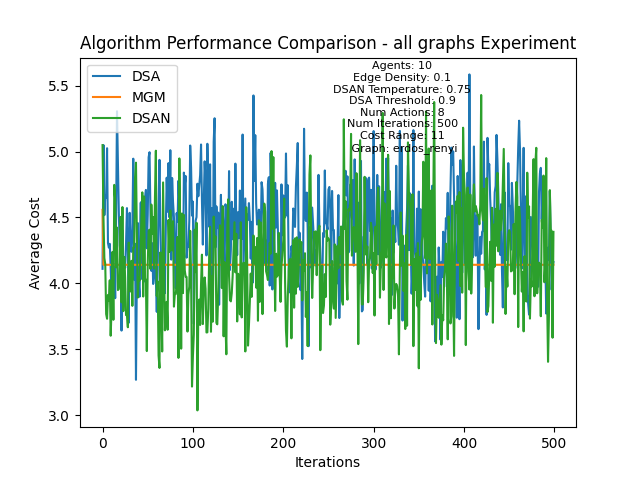 Algorithm Performance Comparison - all graphs Experiment
DSA
MGM
DSAN
Agents: 10
Edge Density: 0.1
DSAN Temperature: 0.75
DSA Threshold: 0.9
Num Actions: 8
Num Iterations: 500
Cost Range: 11
Graph: erdos_renyi
Average Cost
5.5
5.0
4.5
4.0
3.5
3.0
0
100
200
300
400
500
Iterations